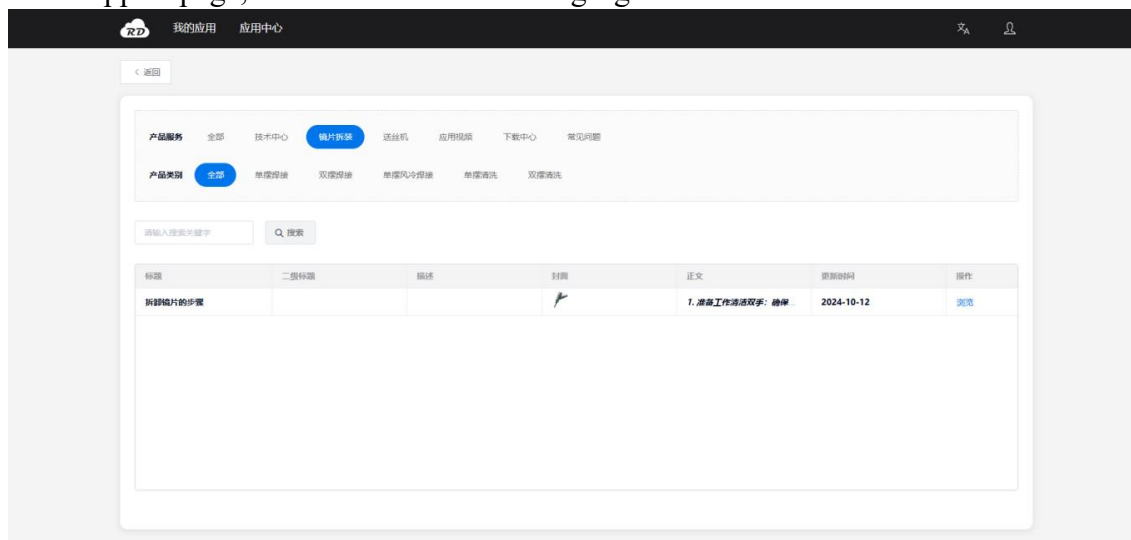 RD 我的应用 应用中心
< 返回
产品服务 全部 技术中心 镜片拆装 送丝机 应用视频 下载中心 常见问题
产品类别 全部 单摆焊接 双摆焊接 单摆风冷焊接 单摆清洗 双摆清洗
请输入搜索关键字 搜索
标题 二级标题 描述 封面 正文 更新时间 操作
拆卸镜片的步骤 1. 准备工作清洁双手：确保... 2024-10-12 浏览